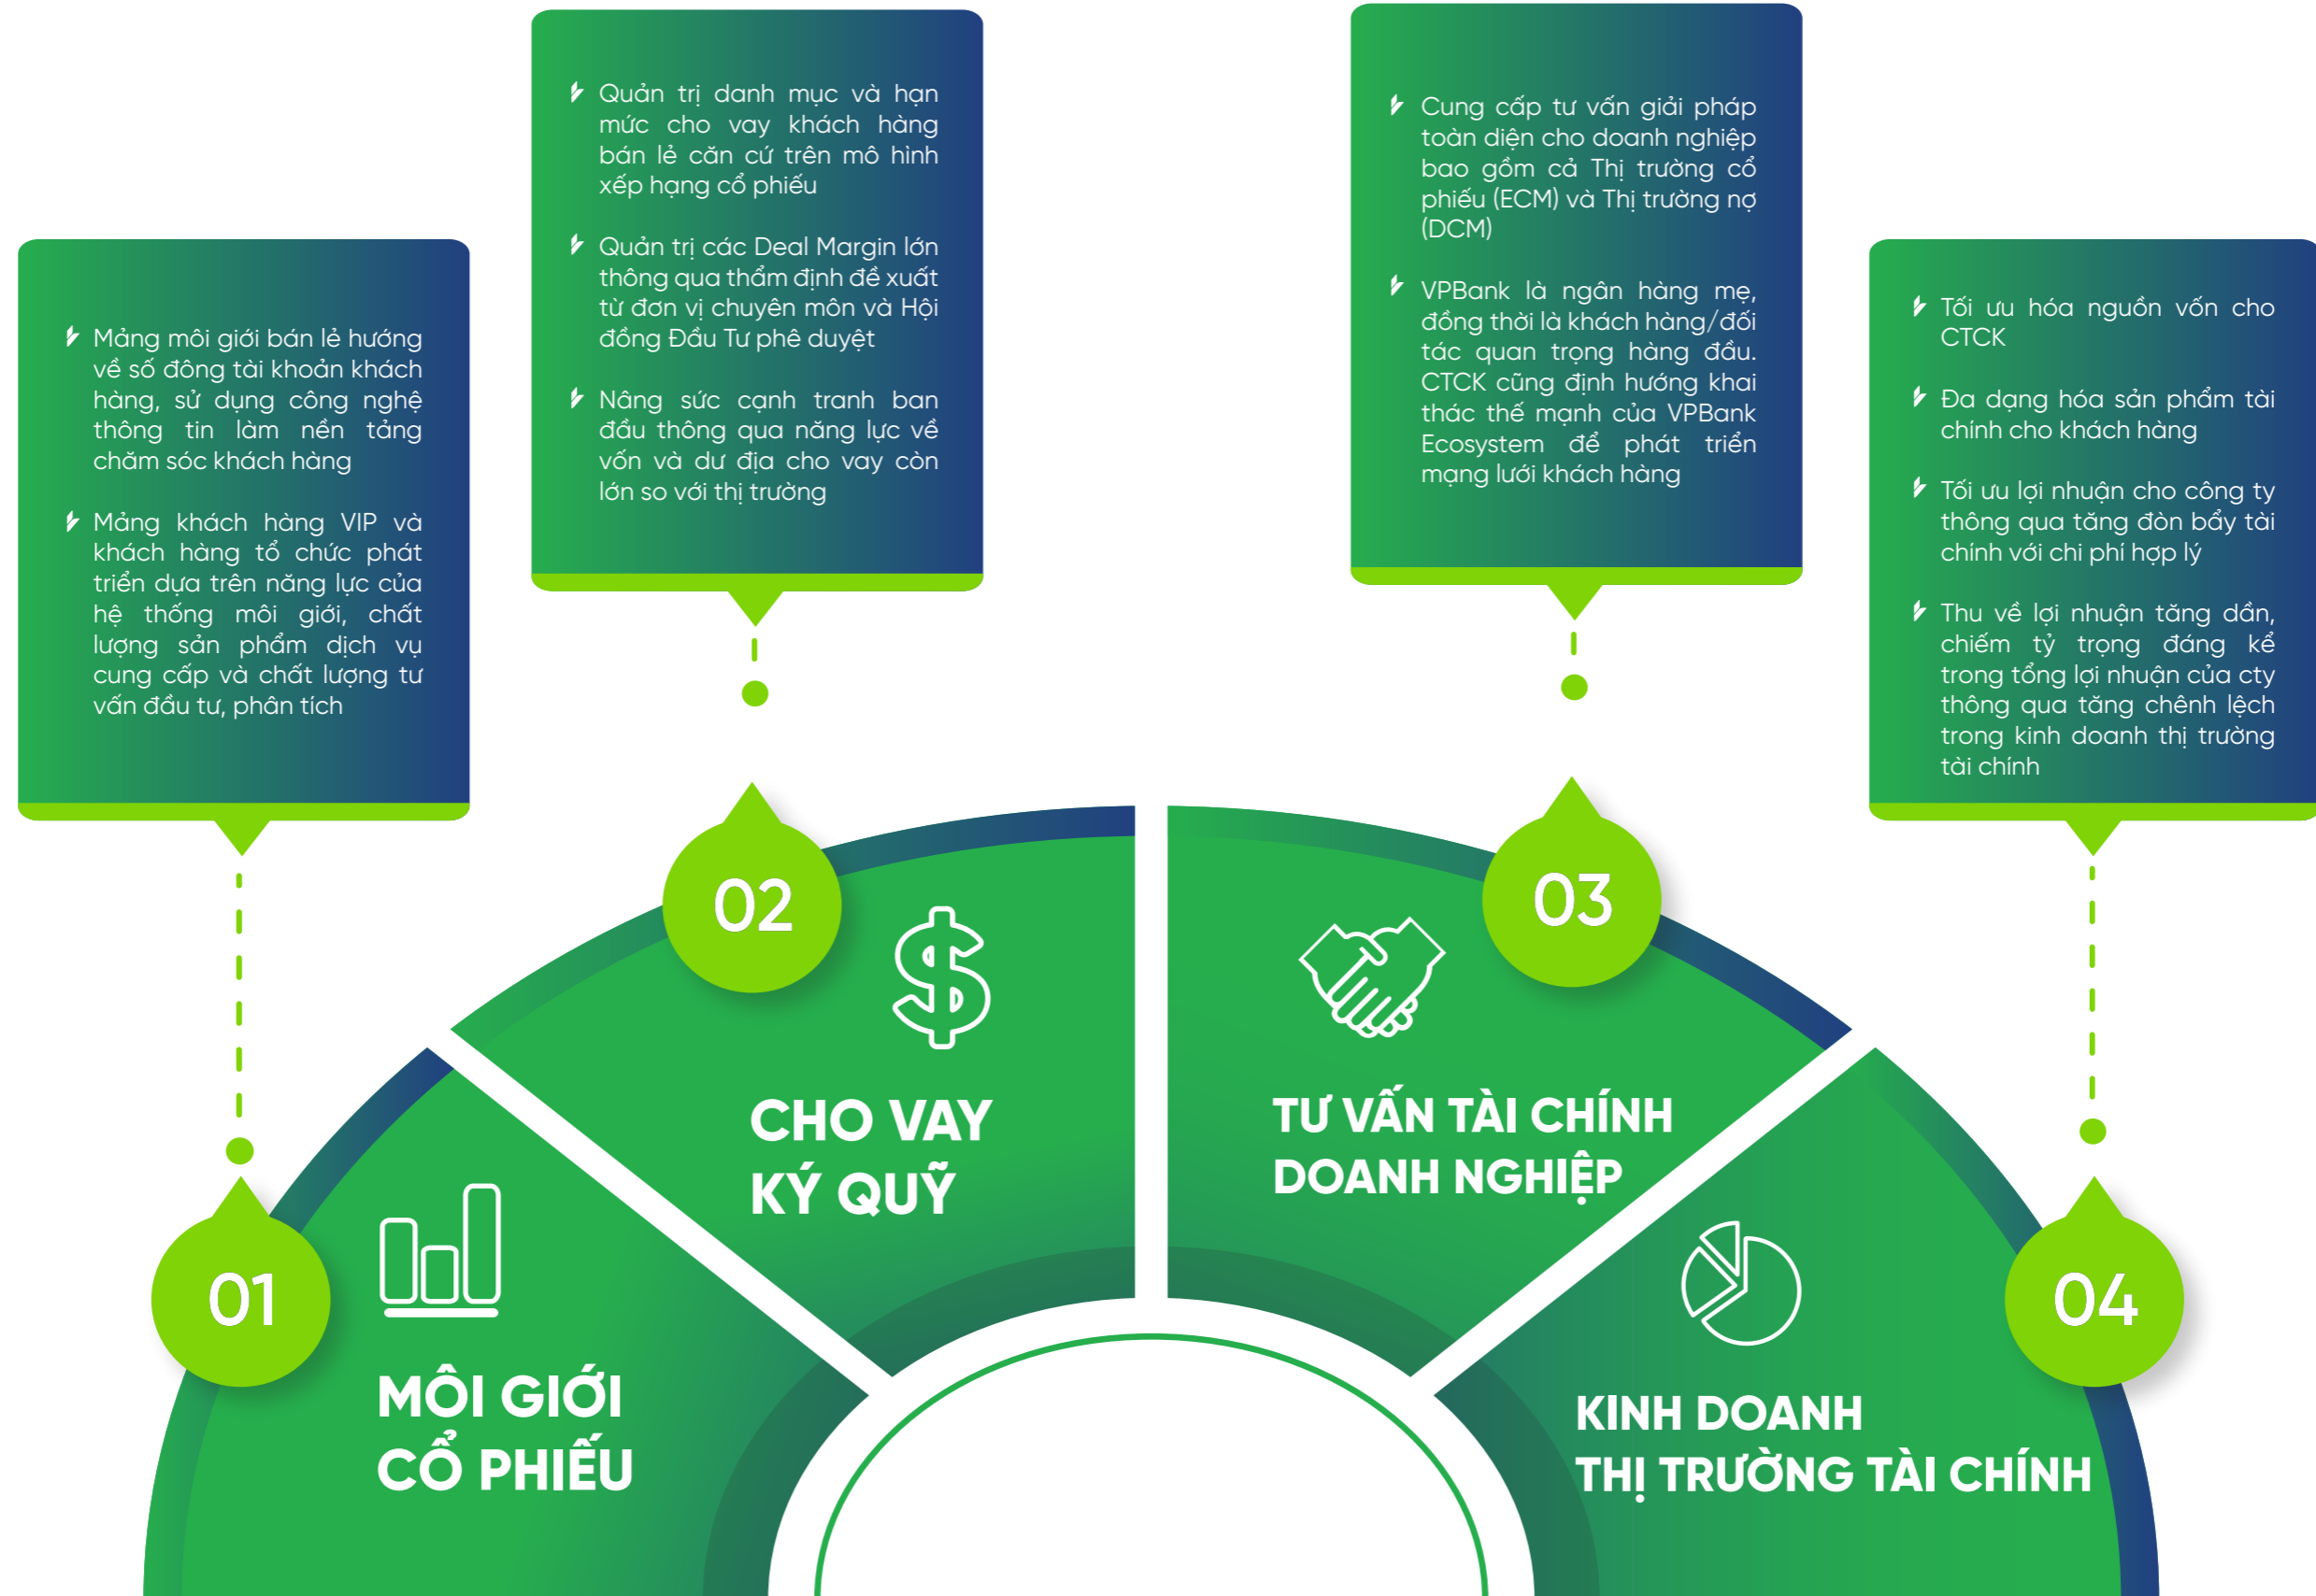 Mảng môi giới bán lẻ hướng
về số đông tài khoản khách
hàng, sử dụng công nghệ
thông tin làm nền tảng
chăm sóc khách hàng
Mảng khách hàng VIP và
khách hàng tổ chức phát
triển dựa trên năng lực của
hệ thống môi giới, chất
lượng sản phẩm dịch vụ
cung cấp và chất lượng tư
vấn đầu tư, phân tích
01
MÔI GIỚI
CỔ PHIẾU
Quản trị danh mục và hạn
mức cho vay khách hàng
bán lẻ căn cứ trên mô hình
xếp hạng cổ phiếu
Quản trị các Deal Margin lớn
thông qua thẩm định đề xuất
từ đơn vị chuyên môn và Hội
đồng Đầu Tư phê duyệt
Nâng sức cạnh tranh ban
đầu thông qua năng lực về
vốn và dư địa cho vay còn
lớn so với thị trường
02
CHO VAY
KÝ QUỸ
Cung cấp tư vấn giải pháp
toàn diện cho doanh nghiệp
bao gồm cả Thị trường cổ
phiếu (ECM) và Thị trường nợ
(DCM)
VPBank là ngân hàng mẹ,
đồng thời là khách hàng/đối
tác quan trọng hàng đầu.
CTCK cũng định hướng khai
thác thế mạnh của VPBank
Ecosystem để phát triển
mạng lưới khách hàng
03
TƯ VẤN TÀI CHÍNH
DOANH NGHIỆP
Tối ưu hóa nguồn vốn cho
CTCK
Đa dạng hóa sản phẩm tài
chính cho khách hàng
Tối ưu lợi nhuận cho công ty
thông qua tăng đòn bẩy tài
chính với chi phí hợp lý
Thu về lợi nhuận tăng dần,
chiếm tỷ trọng đáng kể
trong tổng lợi nhuận của cty
thông qua tăng chênh lệch
trong kinh doanh thị trường
tài chính
04
KINH DOANH
THỊ TRƯỜNG TÀI CHÍNH